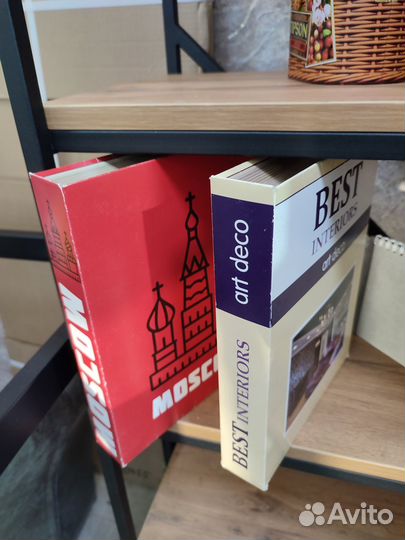 MOSCOW
MOSCOW
art deco
BEST INTERIORS
BEST
INTERIORS
art deco
Avito